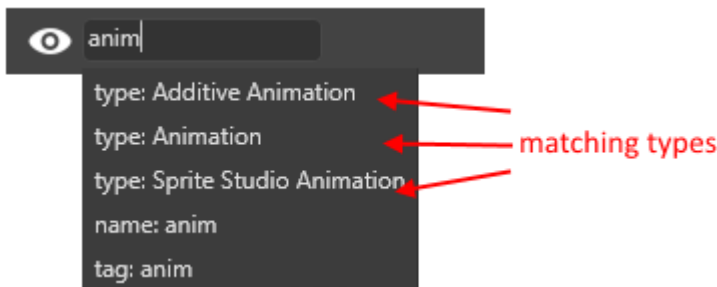 anim
type: Additive Animation
type: Animation
type: Sprite Studio Animation
name: anim
tag: anim
matching types